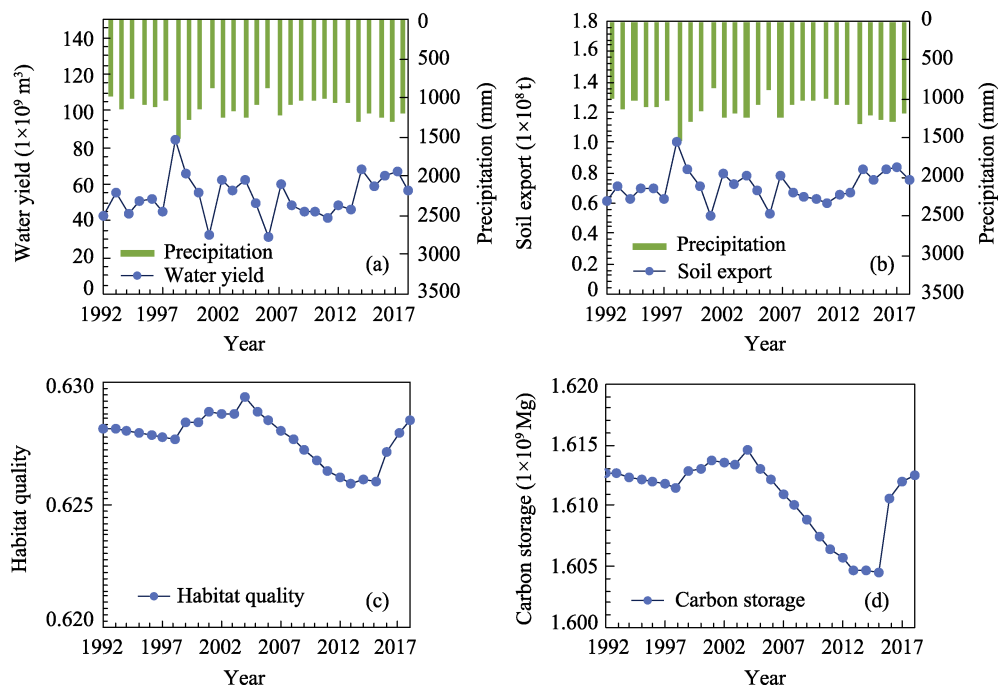 140
120
100
80
60
40
20
0
Water yield (1×10⁹ m³)
0
500
1000
1500
2000
2500
3000
3500
Precipitation (mm)
Precipitation
Water yield
(a)
1992 1997 2002 2007 2012 2017
Year
1.8
1.6
1.4
1.2
1.0
0.8
0.6
0.4
0.2
0
Soil export (1×10⁸ t)
0
500
1000
1500
2000
2500
3000
3500
Precipitation (mm)
Precipitation
Soil export
(b)
1992 1997 2002 2007 2012 2017
Year
0.630
0.625
0.620
Habitat quality
Habitat quality
(c)
1992 1997 2002 2007 2012 2017
Year
1.620
1.615
1.610
1.605
1.600
Carbon storage (1×10⁹ Mg)
Carbon storage
(d)
1992 1997 2002 2007 2012 2017
Year